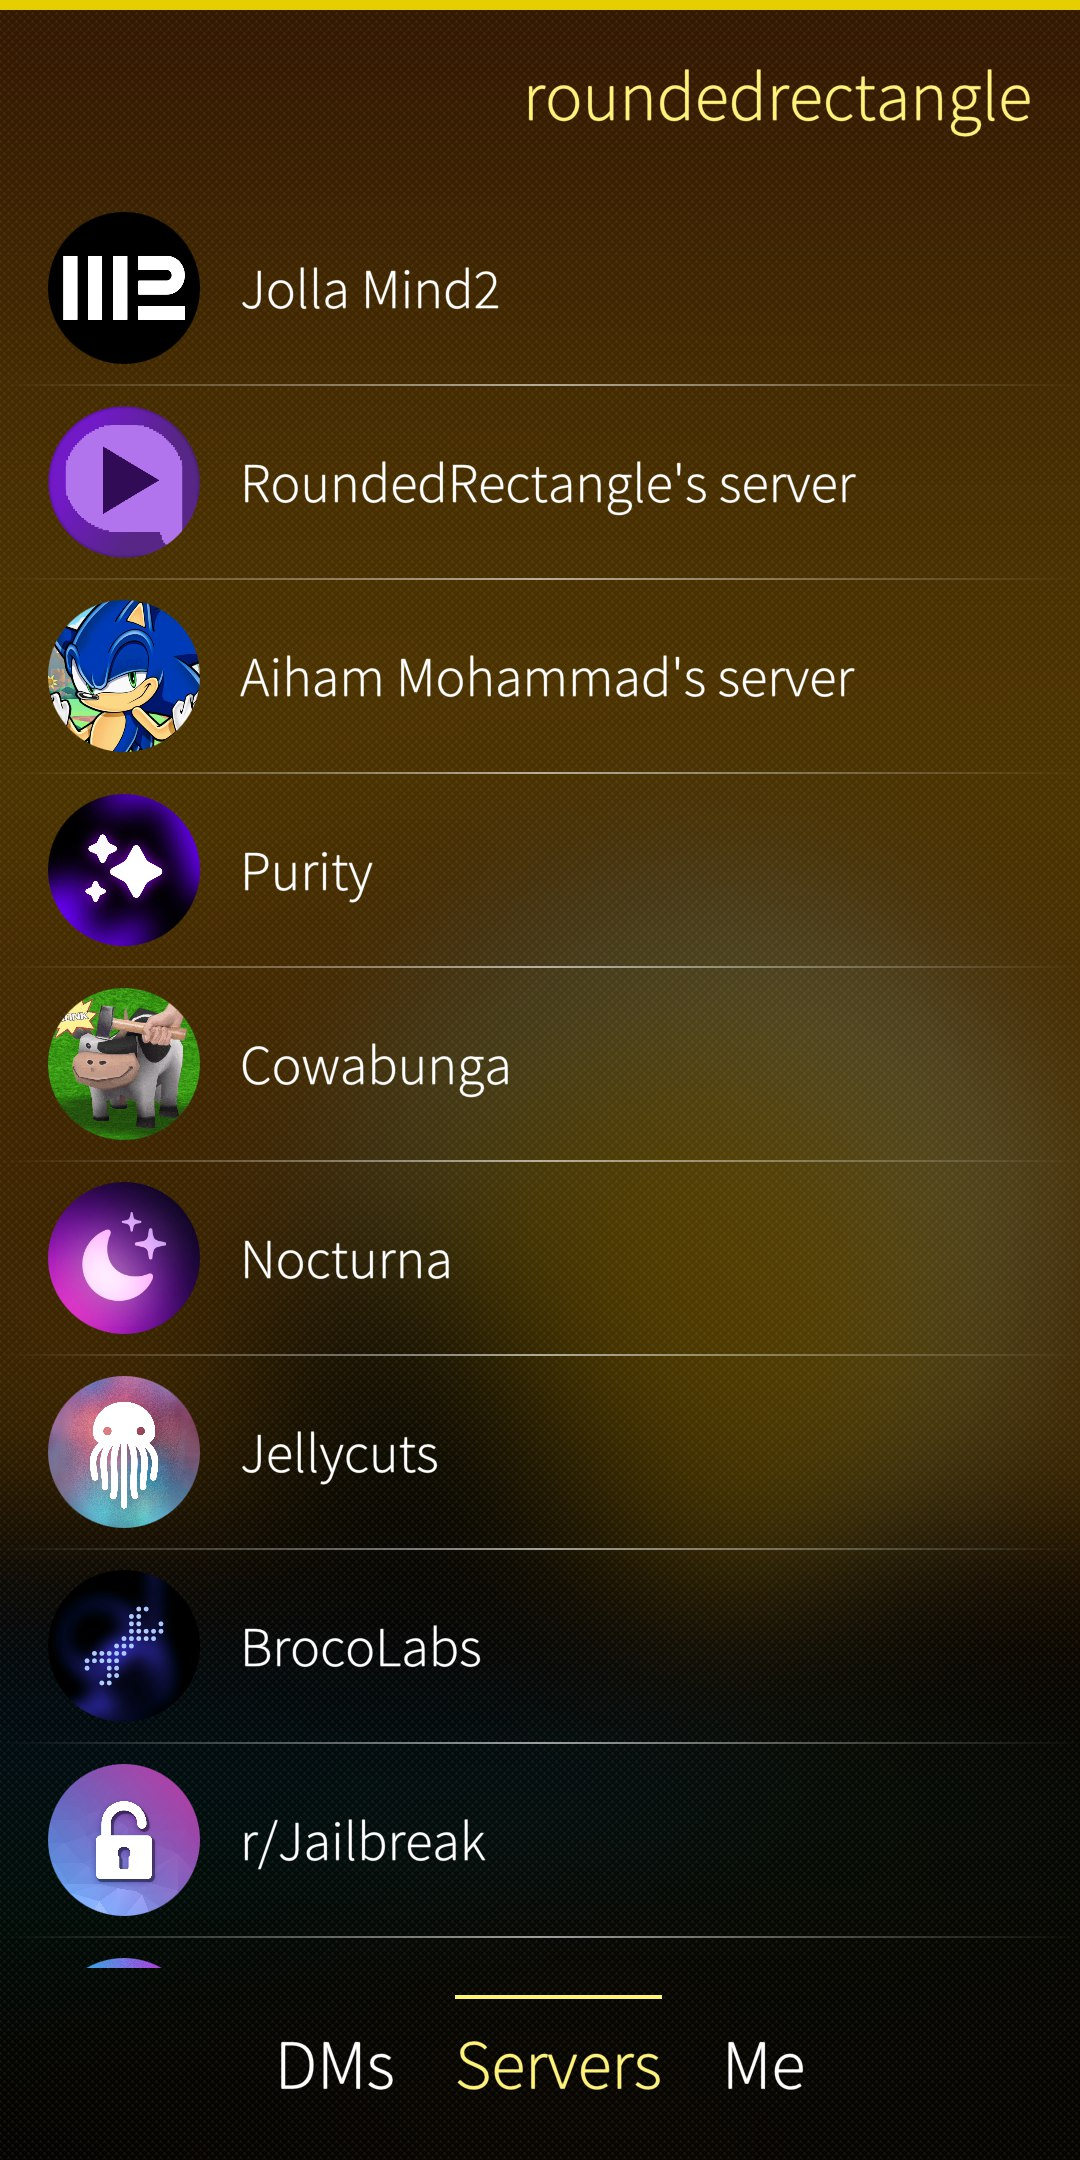 roundedrectangle
Jolla Mind2
RoundedRectangle's server
Aiham Mohammad's server
Purity
Cowabunga
Nocturna
Jellycuts
BrocoLabs
r/Jailbreak
DMs Servers Me